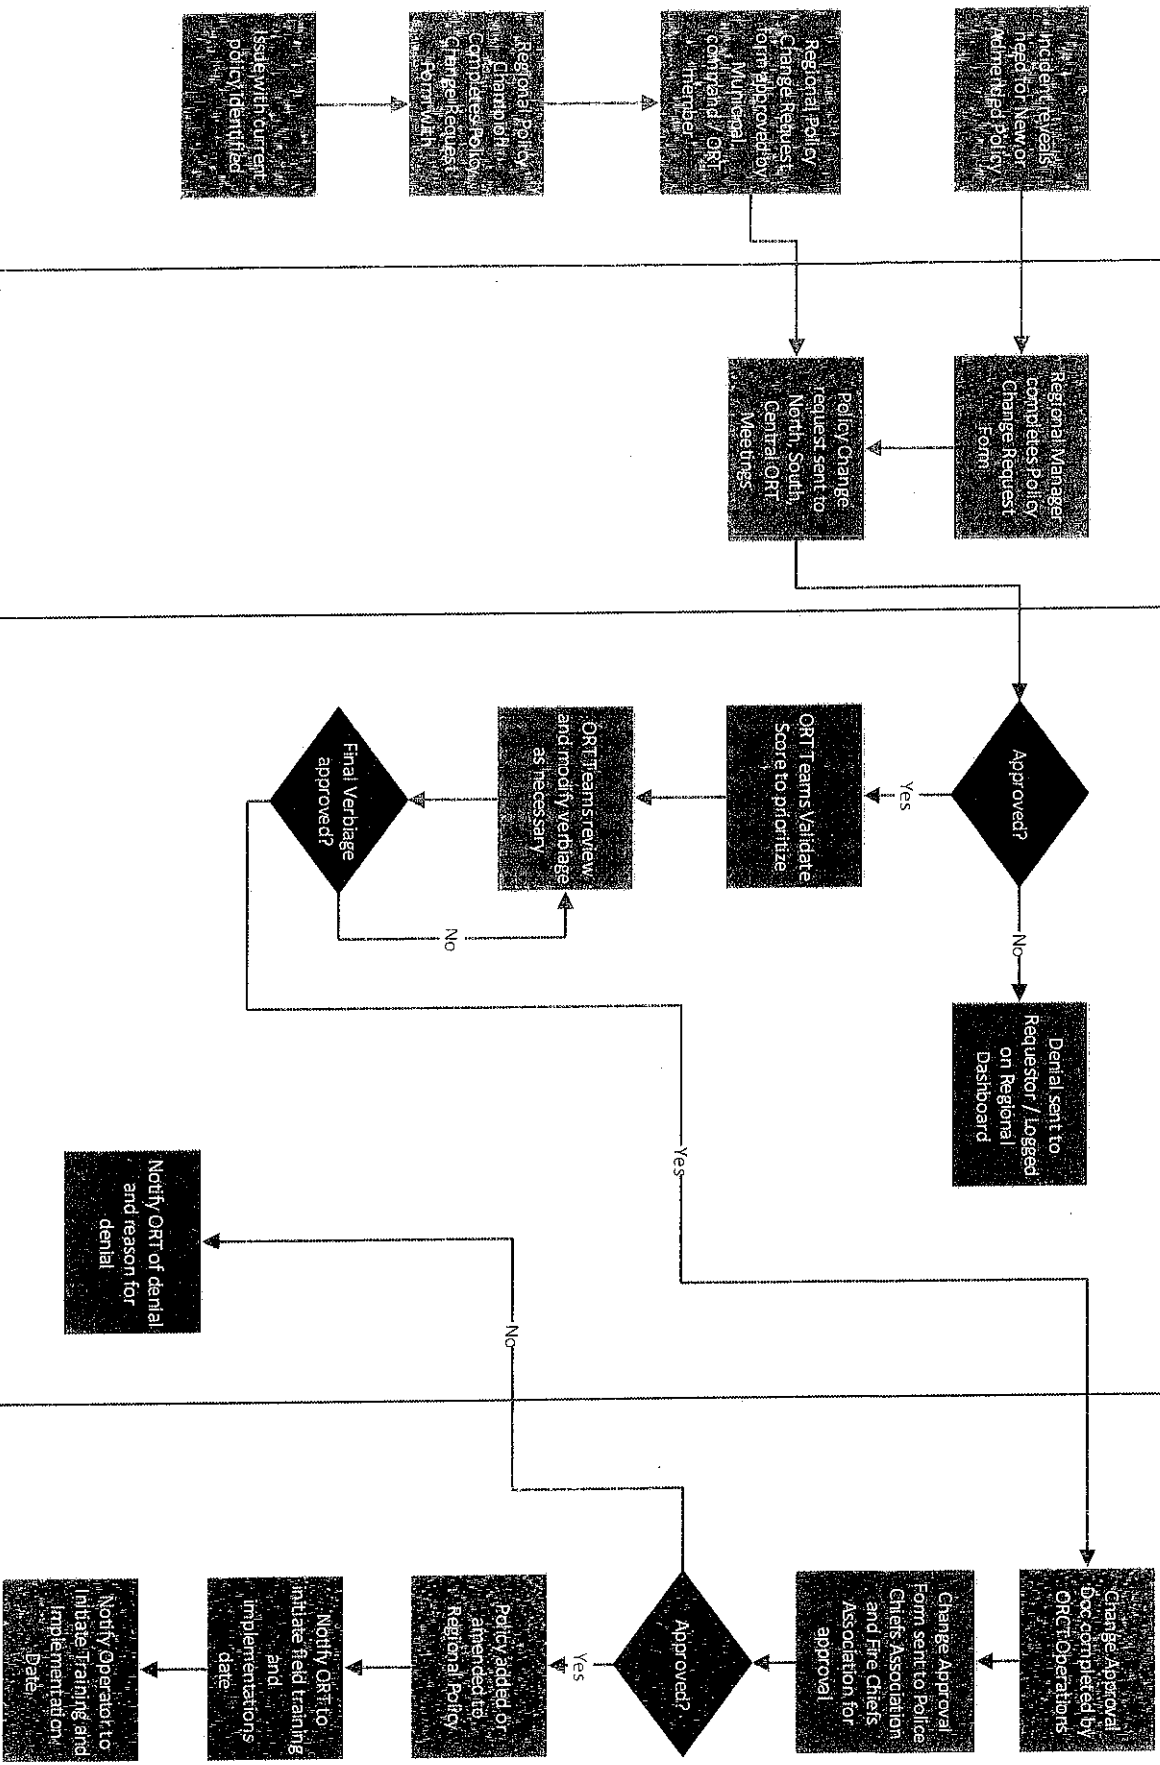 Incident reveals
need for New or
Admended Policy
Regional Policy
Change Request
form approved by
Municipal
command / ORT
member
Regional Policy
Champion
Completes Policy
Change Request
Form with
Issue with current
policy identified
Regional Manager
completes Policy
Change Request
Form
Policy Change
request sent to
North, South,
Central ORT
Meetings
Approved?
No
Denial sent to
Requestor / Logged
on Regional
Dashboard
Yes
ORT Teams Validate
Score to prioritize
ORT Teams review
and modify verbiage
as necessary
Final Verbiage
approved?
No
Yes
Change Approval
Doc completed by
ORCT Operations
Change Approval
Form sent to Police
Chiefs Association
and Fire Chiefs
Association for
approval
Approved?
No
Notify ORT of denial
and reason for
denial
Yes
Policy added or
amended to
Regional Policy
Notify ORT to
initiate field training
and
implementations
date
Notify Operator to
Initiate Training and
Implementation
Date